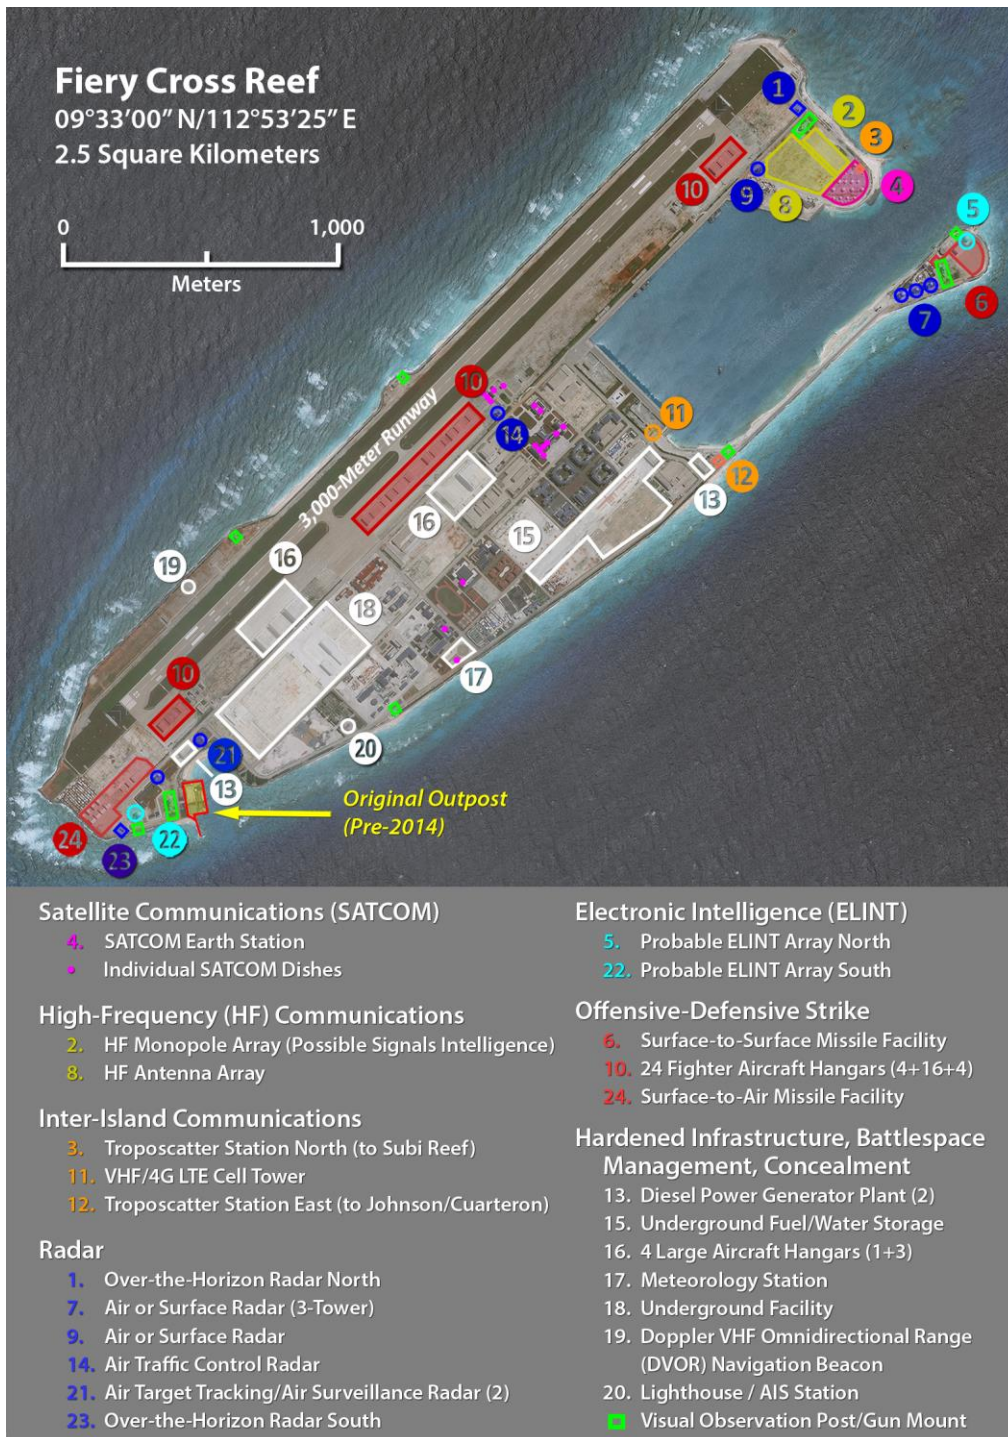 Fiery Cross Reef
09°33'00" N/112°53'25" E
2.5 Square Kilometers
0 1,000
Meters
1
2
3
10
9
8
4
5
6
7
10
3,000-Meter Runway
14
11
12
13
16
15
16
19
18
17
10
21
20
13
Original Outpost
(Pre-2014)
24
23
22
Satellite Communications (SATCOM)
4. SATCOM Earth Station
• Individual SATCOM Dishes
High-Frequency (HF) Communications
2. HF Monopole Array (Possible Signals Intelligence)
8. HF Antenna Array
Inter-Island Communications
3. Troposcatter Station North (to Subi Reef)
11. VHF/4G LTE Cell Tower
12. Troposcatter Station East (to Johnson/Cuarteron)
Radar
1. Over-the-Horizon Radar North
7. Air or Surface Radar (3-Tower)
9. Air or Surface Radar
14. Air Traffic Control Radar
21. Air Target Tracking/Air Surveillance Radar (2)
23. Over-the-Horizon Radar South
Electronic Intelligence (ELINT)
5. Probable ELINT Array North
22. Probable ELINT Array South
Offensive-Defensive Strike
6. Surface-to-Surface Missile Facility
10. 24 Fighter Aircraft Hangars (4+16+4)
24. Surface-to-Air Missile Facility
Hardened Infrastructure, Battlespace
Management, Concealment
13. Diesel Power Generator Plant (2)
15. Underground Fuel/Water Storage
16. 4 Large Aircraft Hangars (1+3)
17. Meteorology Station
18. Underground Facility
19. Doppler VHF Omnidirectional Range
(DVOR) Navigation Beacon
20. Lighthouse / AIS Station
Visual Observation Post/Gun Mount